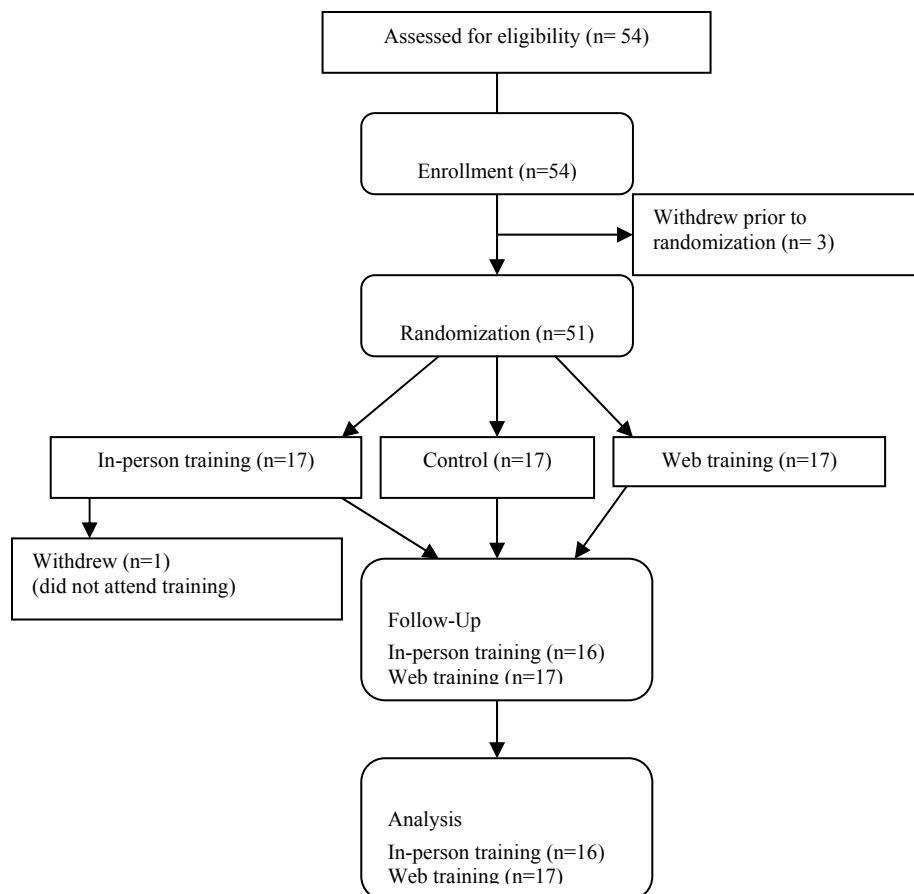 Assessed for eligibility (n= 54)
Enrollment (n=54)
Withdrew prior to
randomization (n= 3)
Randomization (n=51)
In-person training (n=17)
Control (n=17)
Web training (n=17)
Withdrew (n=1)
(did not attend training)
Follow-Up
In-person training (n=16)
Web training (n=17)
Analysis
In-person training (n=16)
Web training (n=17)